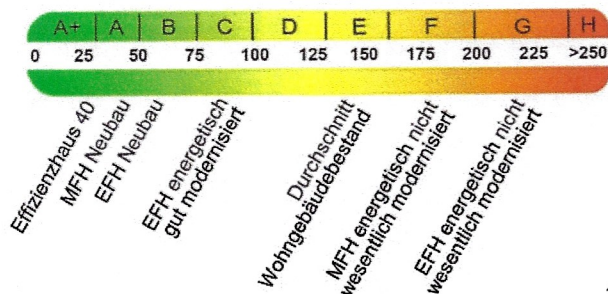 A+ A B C D E F G H
0 25 50 75 100 125 150 175 200 225 >250
Effizienzhaus 40
MFH Neubau
EFH Neubau
EFH energetisch
gut modernisiert
Durchschnitt
Wohngebäudebestand
MFH energetisch nicht
wesentlich modernisiert
EFH energetisch nicht
wesentlich modernisiert